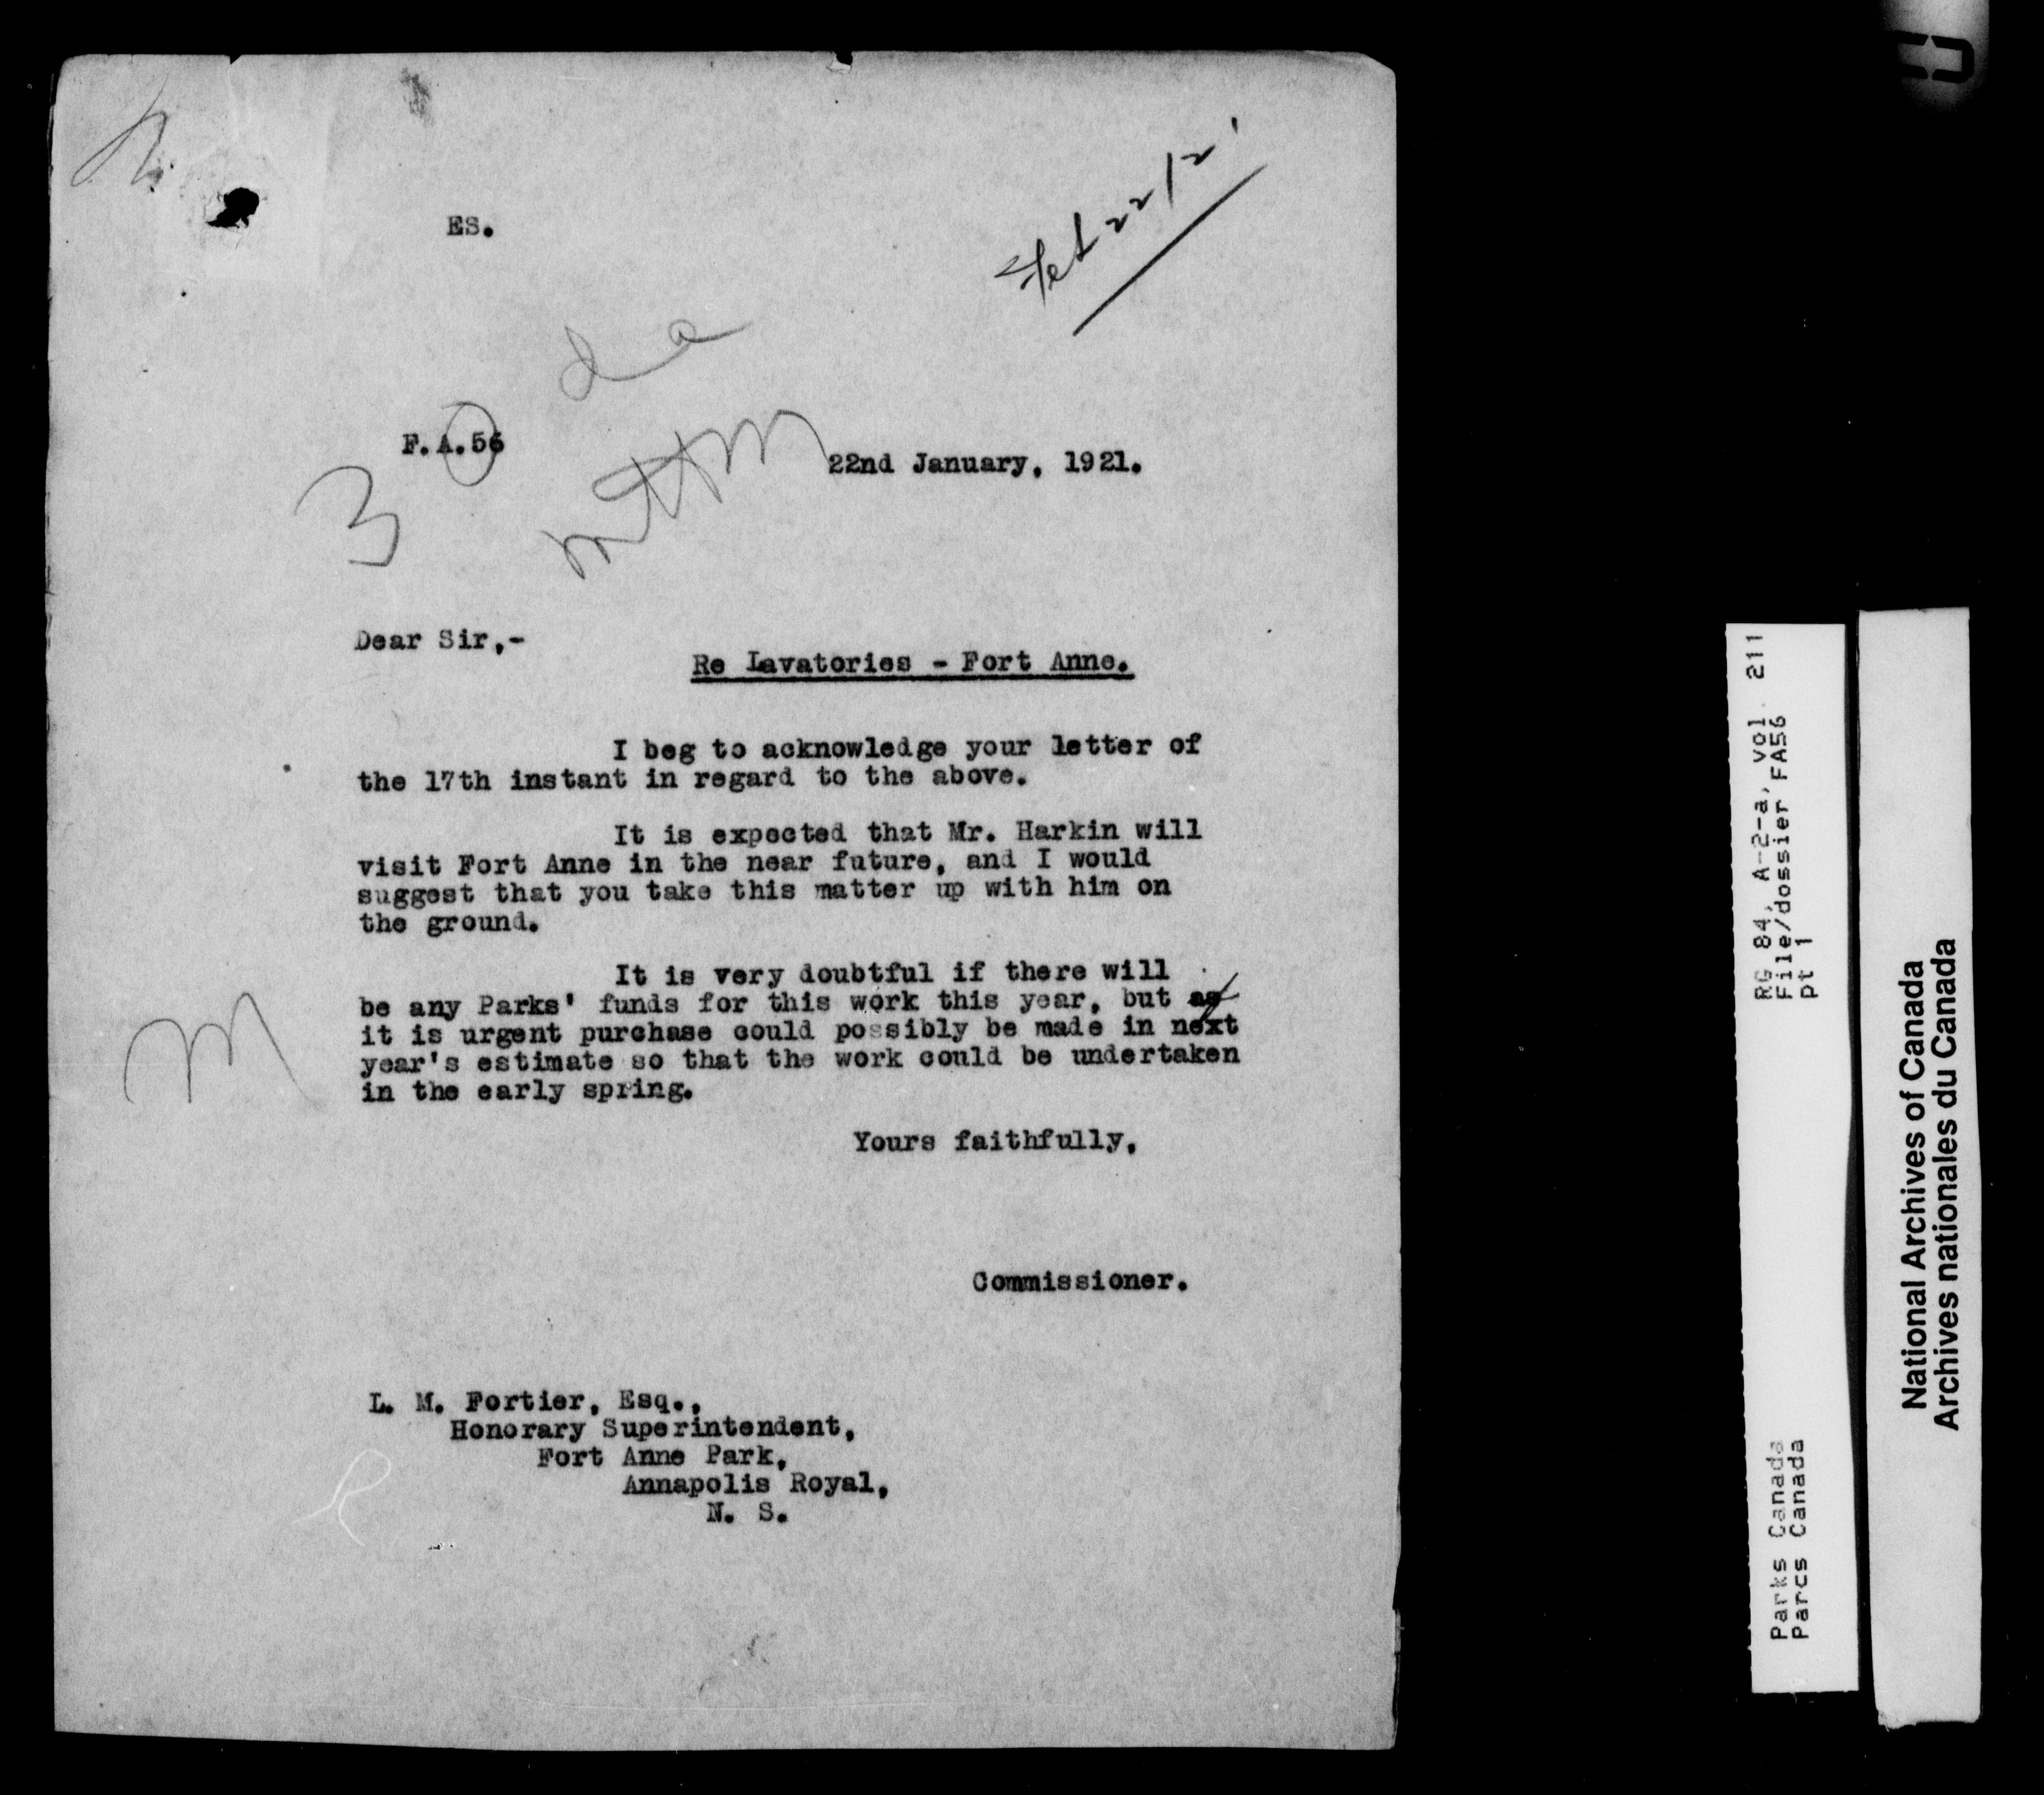 ES.
Feb 22/21
30 da
F.A.56
22nd January, 1921.
Dear Sir,-
Re Lavatories - Fort Anne.
I beg to acknowledge your letter of
the 17th instant in regard to the above.
It is expected that Mr. Harkin will
visit Fort Anne in the near future, and I would
suggest that you take this matter up with him on
the ground.
It is very doubtful if there will
be any Parks' funds for this work this year, but as
it is urgent purchase could possibly be made in next
year's estimate so that the work could be undertaken
in the early spring.
Yours faithfully,
Commissioner.
L. M. Fortier, Esq.,
Honorary Superintendent,
Fort Anne Park,
Annapolis Royal,
N. S.
RG 84, A-2-a, vol. 211
File/dossier FA56
pt 1
Parks Canada
Parcs Canada
National Archives of Canada
Archives nationales du Canada